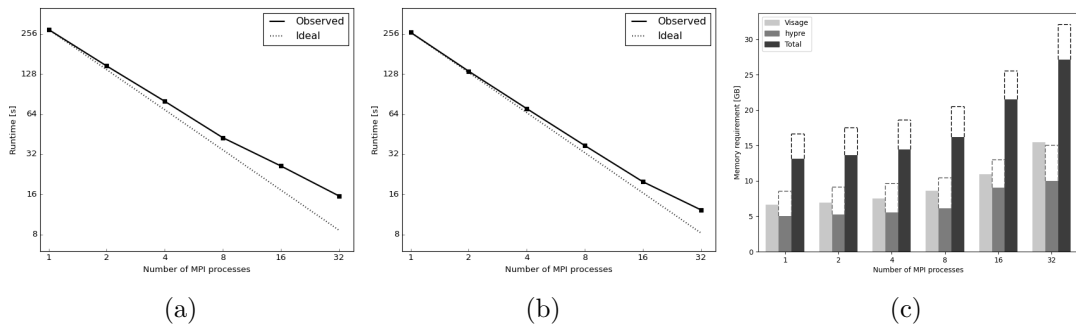 Observed
Ideal
256
128
64
32
16
8
Runtime [s]
1 2 4 8 16 32
Number of MPI processes
(a)
Observed
Ideal
256
128
64
32
16
8
Runtime [s]
1 2 4 8 16 32
Number of MPI processes
(b)
Visage
hypre
Total
30
25
20
15
10
5
0
Memory requirement [GB]
1 2 4 8 16 32
Number of MPI processes
(c)